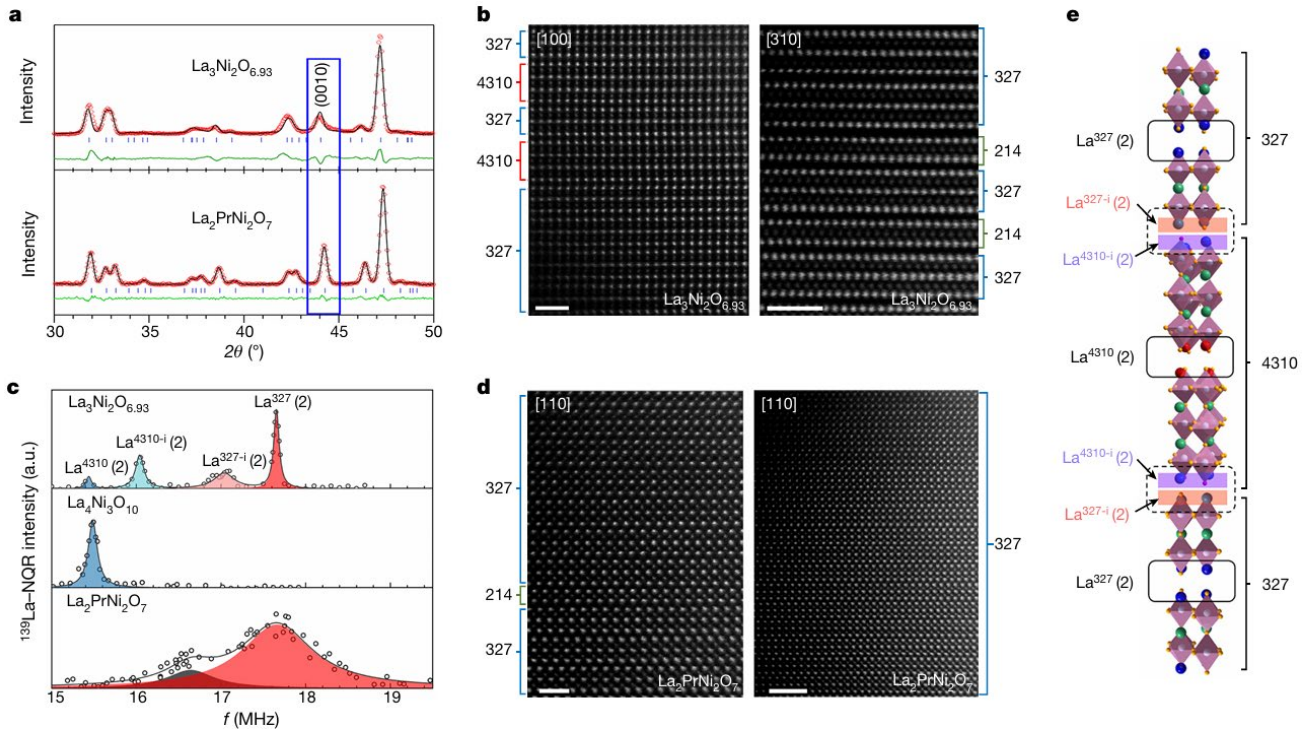 a
Intensity
La3Ni2O6.93
(0010)
Intensity
La2PrNi2O7
30 35 40 45 50
2θ (°)
b
[100]
327
4310
327
4310
327
La3Ni2O6.93
[310]
327
214
327
214
327
La3Ni2O6.93
c
139La–NQR intensity (a.u.)
La3Ni2O6.93
La4310 (2)
La4310-i (2)
La327-i (2)
La327 (2)
La4Ni3O10
La2PrNi2O7
15 16 17 18 19
f (MHz)
d
[110]
327
214
327
La2PrNi2O7
[110]
327
La2PrNi2O7
e
La327 (2)
327
La327-i (2)
La4310-i (2)
La4310 (2)
4310
La4310-i (2)
La327-i (2)
La327 (2)
327